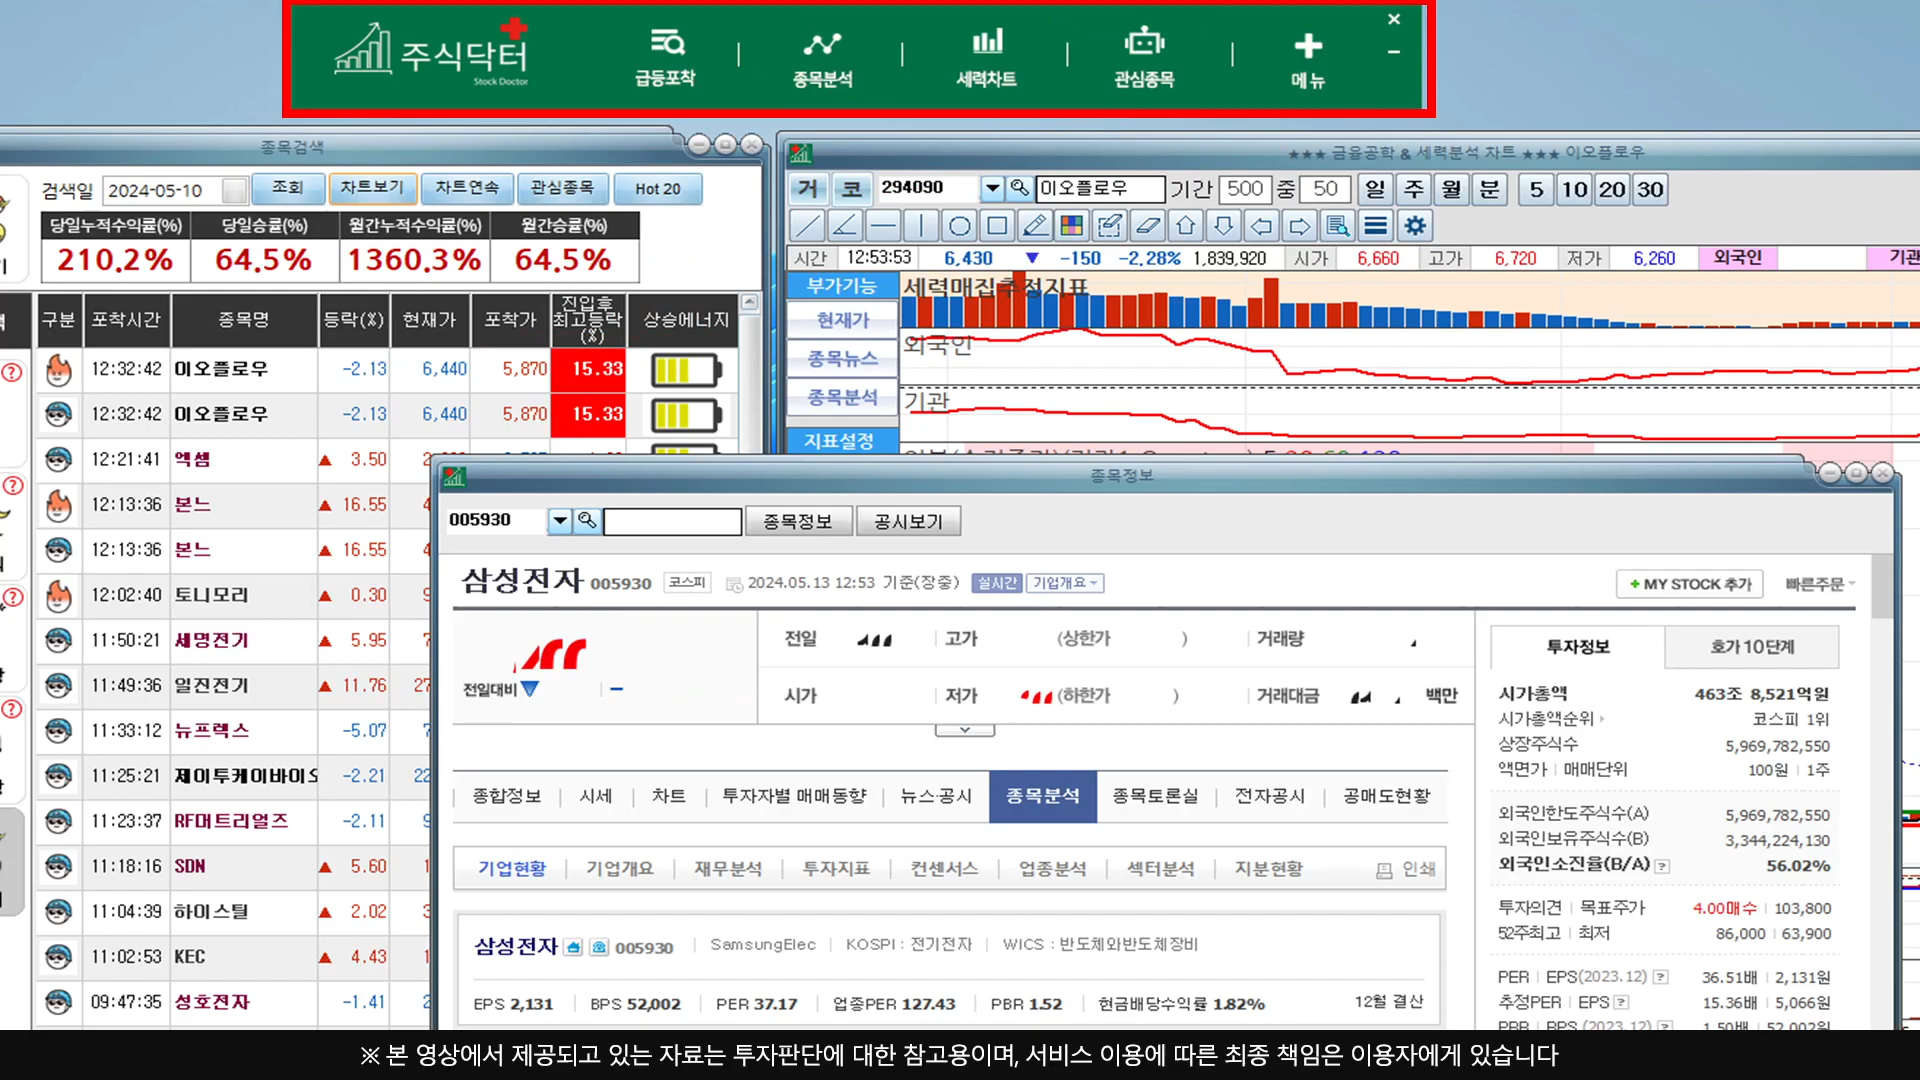 주식닥터
Stock Doctor
급등포착
종목분석
세력차트
관심종목
메뉴
종목검색
검색일 2024-05-10 조회 차트보기 차트연속 관심종목 Hot 20
당일누적수익률(%) 당일승률(%) 월간누적수익률(%) 월간승률(%)
210.2% 64.5% 1360.3% 64.5%
구분 포착시간 종목명 등락(%) 현재가 포착가 진입후 최고등락 (%) 상승에너지
12:32:42 이오플로우 -2.13 6,440 5,870 15.33
12:32:42 이오플로우 -2.13 6,440 5,870 15.33
12:21:41 엑셈 ▲ 3.50
12:13:36 본느 ▲ 16.55
12:13:36 본느 ▲ 16.55
12:02:40 토니모리 ▲ 0.30
11:50:21 세명전기 ▲ 5.95
11:49:36 일진전기 ▲ 11.76
11:33:12 뉴프렉스 -5.07
11:25:21 제이투케이바이오 -2.21
11:23:37 RF머트리얼즈 -2.11
11:18:16 SDN ▲ 5.60
11:04:39 하이스틸 ▲ 2.02
11:02:53 KEC ▲ 4.43
09:47:35 성호전자 -1.41
★★★ 금융공학 & 세력분석 차트 ★★★ 이오플로우
거 코 294090 이오플로우 기간 500 중 50 일 주 월 분 5 10 20 30
시간 12:53:53 6,430 ▼ -150 -2.28% 1,839,920 시가 6,660 고가 6,720 저가 6,260 외국인 기관
부가기능
현재가
종목뉴스
종목분석
지표설정
세력매집추정지표
외국인
기관
종목정보
005930 종목정보 공시보기
삼성전자 005930 코스피 2024.05.13 12:53 기준(장중) 실시간 기업개요
+ MY STOCK 추가 빠른주문
전일대비 ▼
전일 고가 (상한가 ) 거래량
시가 저가 (하한가 ) 거래대금 백만
종합정보 시세 차트 투자자별 매매동향 뉴스·공시 종목분석 종목토론실 전자공시 공매도현황
기업현황 기업개요 재무분석 투자지표 컨센서스 업종분석 섹터분석 지분현황 인쇄
삼성전자 005930 SamsungElec KOSPI : 전기전자 WICS : 반도체와반도체장비
EPS 2,131 BPS 52,002 PER 37.17 업종PER 127.43 PBR 1.52 현금배당수익률 1.82% 12월 결산
투자정보 호가 10단계
시가총액 463조 8,521억원
시가총액순위 코스피 1위
상장주식수 5,969,782,550
액면가 | 매매단위 100원 | 1주
외국인한도주식수(A) 5,969,782,550
외국인보유주식수(B) 3,344,224,130
외국인소진율(B/A) ? 56.02%
투자의견 | 목표주가 4.00매수 | 103,800
52주최고 | 최저 86,000 | 63,900
PER | EPS(2023.12) ? 36.51배 | 2,131원
추정PER | EPS ? 15.36배 | 5,066원
PBR | BPS (2023.12) ? 1.50배 | 52,002원
※ 본 영상에서 제공되고 있는 자료는 투자판단에 대한 참고용이며, 서비스 이용에 따른 최종 책임은 이용자에게 있습니다